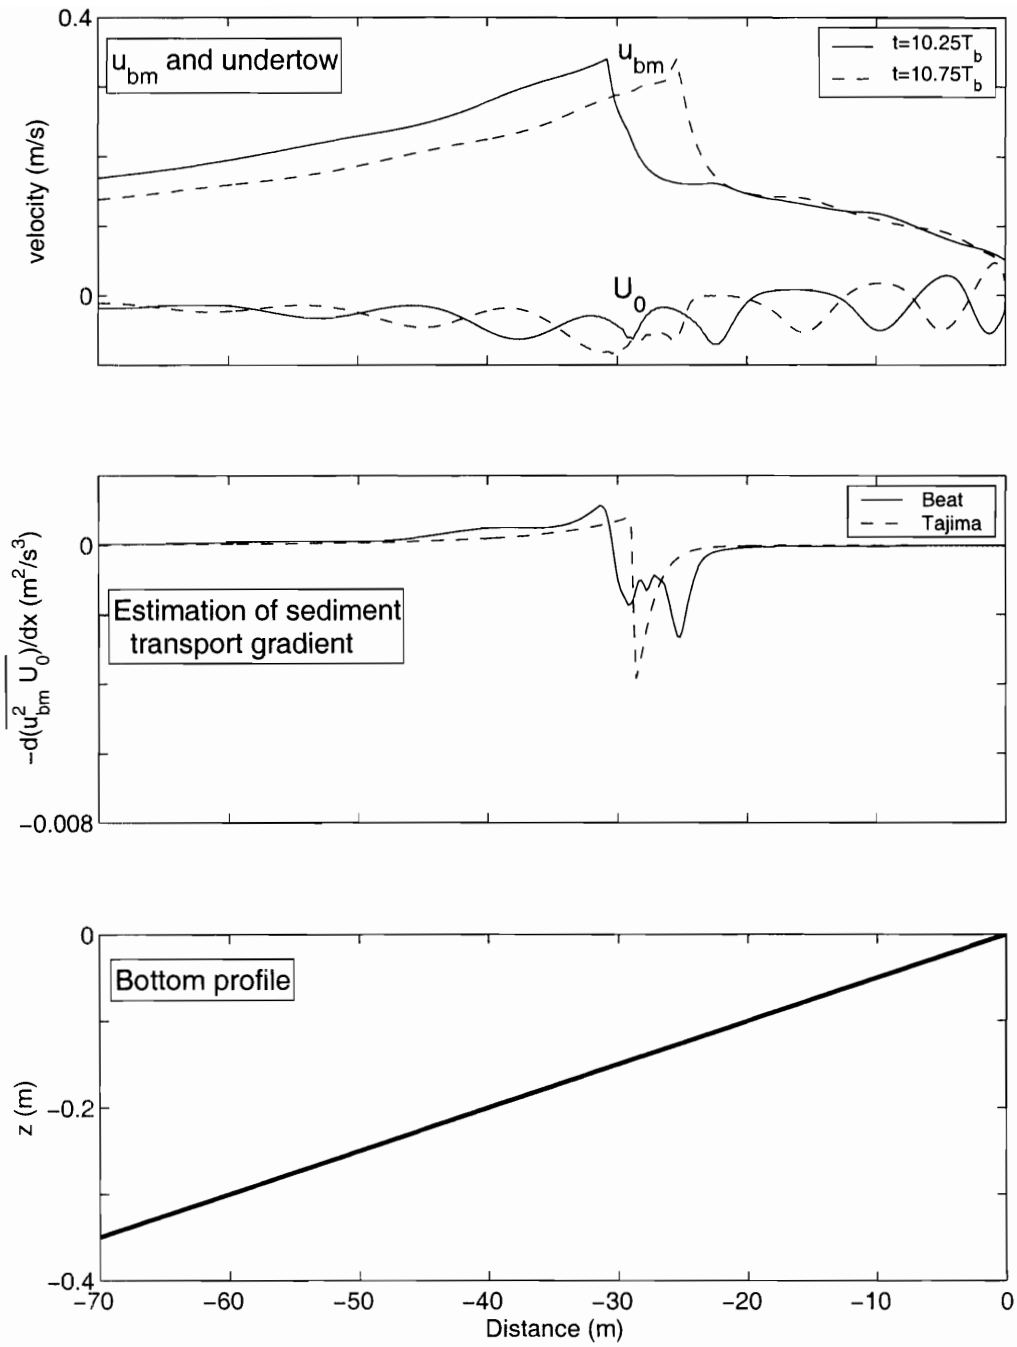 0.4
u_bm and undertow
u_bm
t=10.25T_b
t=10.75T_b
velocity (m/s)
0
U_0
0
Beat
Tajima
Estimation of sediment
transport gradient
−d(u²_bm U_0)/dx (m²/s³)
−0.008
0
Bottom profile
z (m)
−0.2
−0.4
−70 −60 −50 −40 −30 −20 −10 0
Distance (m)